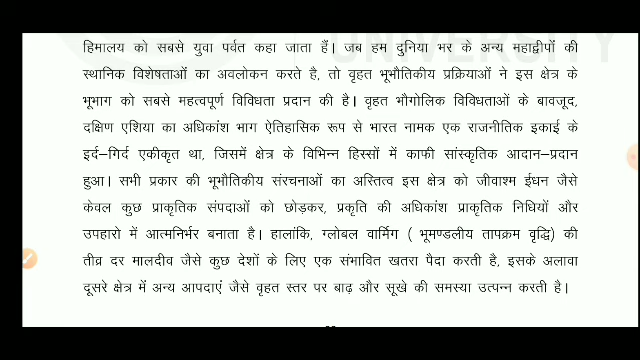 हिमालय को सबसे युवा पर्वत कहा जाता हैं। जब हम दुनिया भर के अन्य महाद्वीपों की
स्थानिक विशेषताओं का अवलोकन करते है, तो वृहत भूभौतिकीय प्रक्रियाओं ने इस क्षेत्र के
भूभाग को सबसे महत्वपूर्ण विविधता प्रदान की है। वृहत भौगोलिक विविधताओं के बावजूद,
दक्षिण एशिया का अधिकांश भाग ऐतिहासिक रूप से भारत नामक एक राजनीतिक इकाई के
इर्द–गिर्द एकीकृत था, जिसमें क्षेत्र के विभिन्न हिस्सों में काफी सांस्कृतिक आदान–प्रदान
हुआ। सभी प्रकार की भूभौतिकीय संरचनाओं का अस्तित्व इस क्षेत्र को जीवाश्म ईधन जैसे
केवल कुछ प्राकृतिक संपदाओं को छोड़कर, प्रकृति की अधिकांश प्राकृतिक निधियों और
उपहारो में आत्मनिर्भर बनाता है। हालांकि, ग्लोबल वार्मिग ( भूमण्डलीय तापक्रम वृद्धि) की
तीव्र दर मालदीव जैसे कुछ देशों के लिए एक संभावित खतरा पैदा करती है, इसके अलावा
दूसरे क्षेत्र में अन्य आपदाएं जैसे वृहत स्तर पर बाढ़ और सूखे की समस्या उत्पन्न करती है।